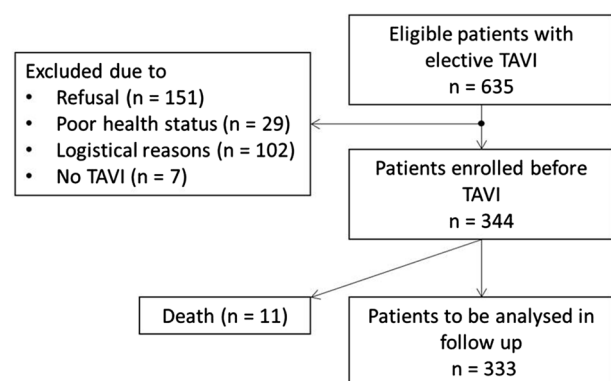 Eligible patients with
elective TAVI
n = 635
Excluded due to
• Refusal (n = 151)
• Poor health status (n = 29)
• Logistical reasons (n = 102)
• No TAVI (n = 7)
Patients enrolled before
TAVI
n = 344
Death (n = 11)
Patients to be analysed in
follow up
n = 333